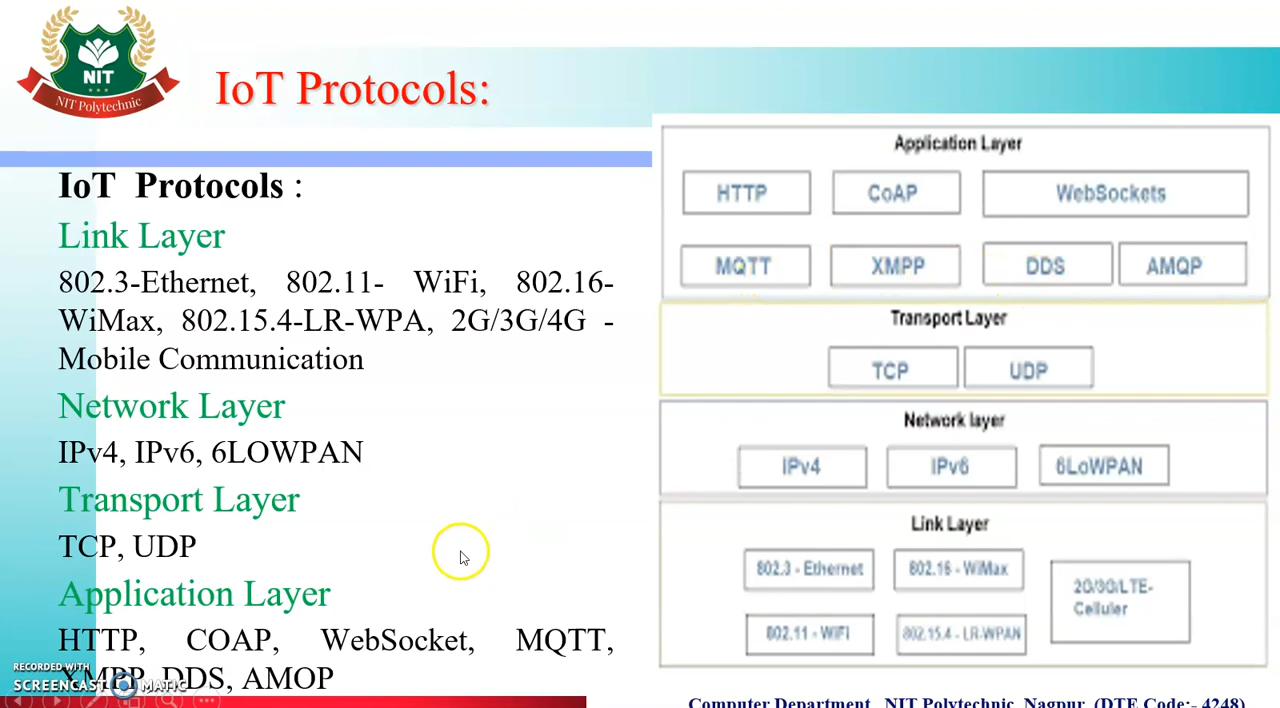 NIT
NIT Polytechnic
IoT Protocols:
IoT Protocols :
Link Layer
802.3-Ethernet, 802.11- WiFi, 802.16-
WiMax, 802.15.4-LR-WPA, 2G/3G/4G -
Mobile Communication
Network Layer
IPv4, IPv6, 6LOWPAN
Transport Layer
TCP, UDP
Application Layer
HTTP, COAP, WebSocket, MQTT,
XMPP, DDS, AMOP
RECORDED WITH
SCREENCAST MATIC
Application Layer
HTTP CoAP WebSockets
MQTT XMPP DDS AMQP
Transport Layer
TCP UDP
Network layer
IPv4 IPv6 6LoWPAN
Link Layer
802.3 - Ethernet 802.16 - WiMax
2G/3G/LTE-
Celluler
802.11 - WiFi 802.15.4 - LR-WPAN
Computer Department, NIT Polytechnic, Nagpur (DTE Code:- 4248)